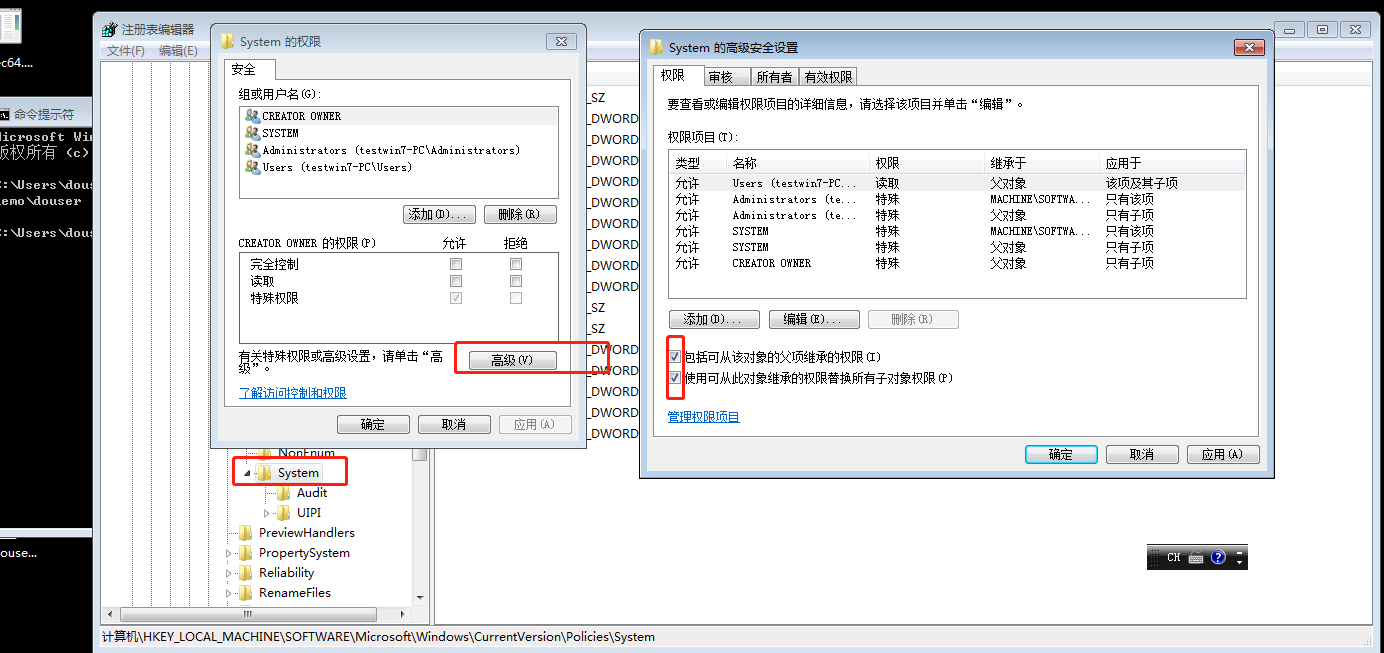 ec64....
命令提示符
Microsoft Win
版权所有 (c)
C:\Users\dous
demo\douser
C:\Users\dous
ouse...
注册表编辑器
文件(F) 编辑(E)
System 的权限
安全
组或用户名(G):
CREATOR OWNER
SYSTEM
Administrators (testwin7-PC\Administrators)
Users (testwin7-PC\Users)
添加(D)... 删除(R)
CREATOR OWNER 的权限(P) 允许 拒绝
完全控制
读取
特殊权限
有关特殊权限或高级设置，请单击“高
级”。
高级(V)
了解访问控制和权限
确定 取消 应用(A)
_SZ
_DWORD
_DWORD
_DWORD
_DWORD
_DWORD
_DWORD
_DWORD
_DWORD
_DWORD
_SZ
_SZ
_DWORD
_DWORD
_DWORD
_DWORD
_DWORD
System 的高级安全设置
权限 审核 所有者 有效权限
要查看或编辑权限项目的详细信息，请选择该项目并单击“编辑”。
权限项目(T):
类型 名称 权限 继承于 应用于
允许 Users (testwin7-PC... 读取 父对象 该项及其子项
允许 Administrators (te... 特殊 MACHINE\SOFTWA... 只有该项
允许 Administrators (te... 特殊 父对象 只有子项
允许 SYSTEM 特殊 MACHINE\SOFTWA... 只有该项
允许 SYSTEM 特殊 父对象 只有子项
允许 CREATOR OWNER 特殊 父对象 只有子项
添加(D)... 编辑(E)... 删除(R)
包括可从该对象的父项继承的权限(I)
使用可从此对象继承的权限替换所有子对象权限(P)
管理权限项目
确定 取消 应用(A)
NonEnum
System
Audit
UIPI
PreviewHandlers
PropertySystem
Reliability
RenameFiles
CH
计算机\HKEY_LOCAL_MACHINE\SOFTWARE\Microsoft\Windows\CurrentVersion\Policies\System